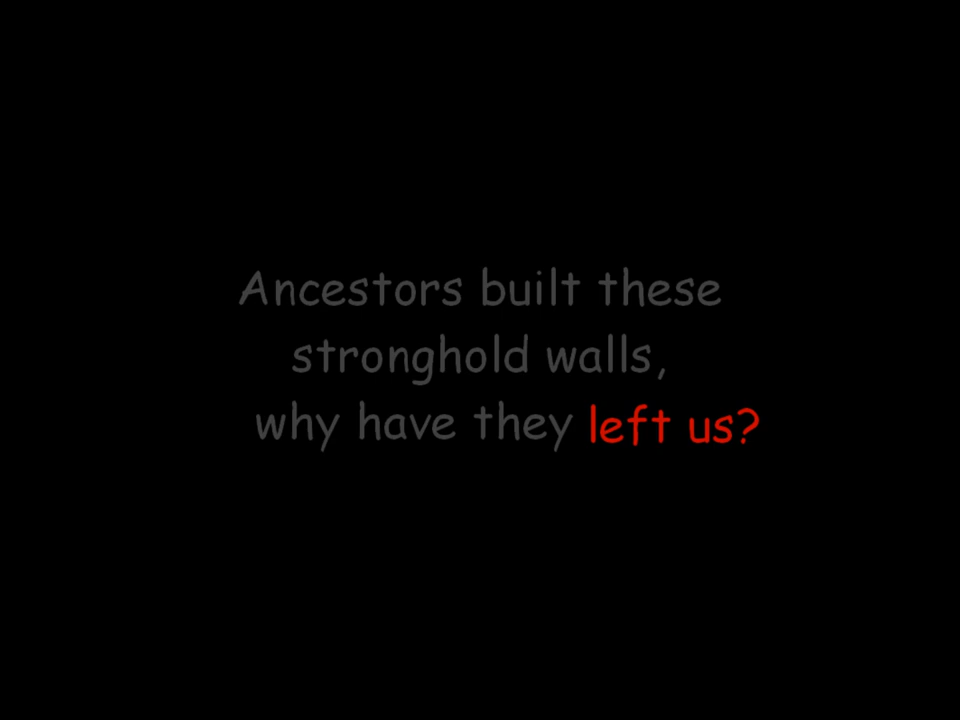 Ancestors built these
stronghold walls,
why have they left us?